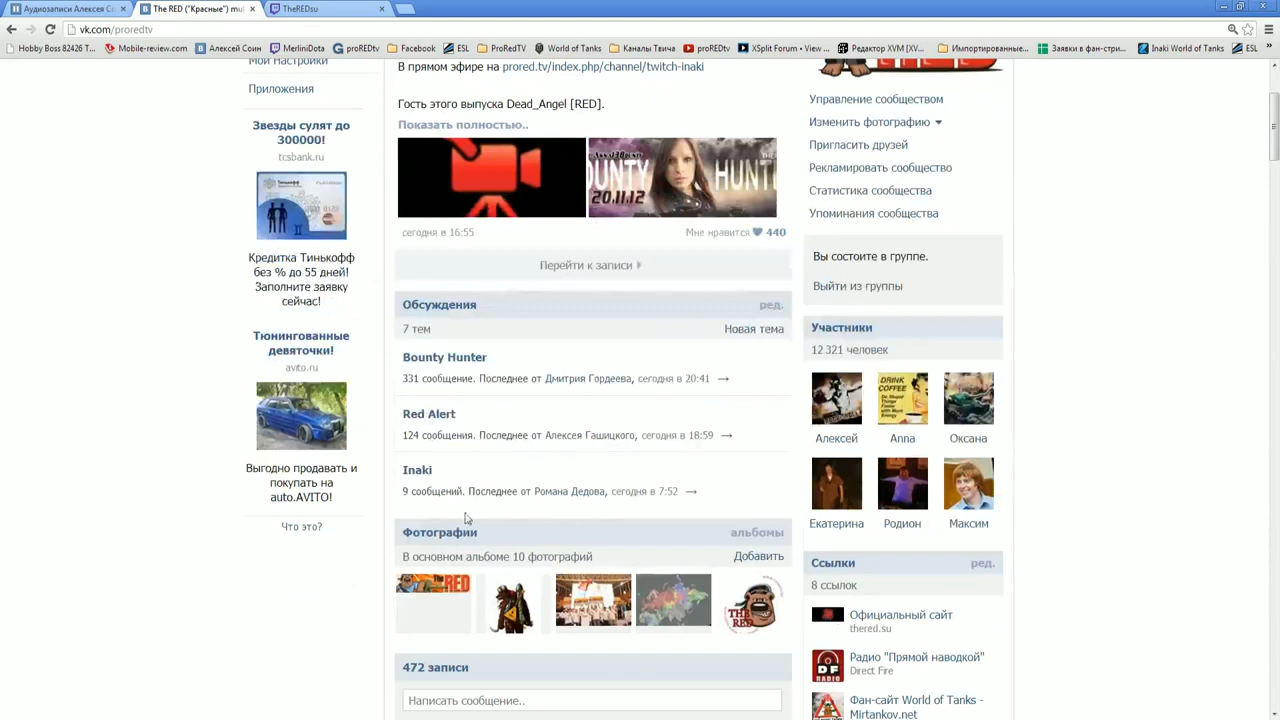 Аудиозаписи Алексея С
The RED ("Красные") mul
TheREDsu
vk.com/proredtv
Hobby Boss 82426 T...
Mobile-review.com
Алексей Соин
MerliniDota
proREDtv
Facebook
ESL
ProRedTV
World of Tanks
Каналы Твича
proREDtv
XSplit Forum • View ...
Редактор XVM [XV...
Импортированные
Заявки в фан-стри...
Inaki World of Tanks
ESL
Мои Настройки
Приложения
Звезды сулят до
300000!
tcsbank.ru
Кредитка Тинькофф
без % до 55 дней!
Заполните заявку
сейчас!
Тюнингованные
девяточки!
avito.ru
Выгодно продавать и
покупать на
auto.AVITO!
Что это?
В прямом эфире на prored.tv/index.php/channel/twitch-inaki
Гость этого выпуска Dead_Angel [RED].
Показать полностью..
BOUNTY HUNT
20.11.12
сегодня в 16:55
Мне нравится 440
Перейти к записи
Обсуждения
ред.
7 тем
Новая тема
Bounty Hunter
331 сообщение. Последнее от Дмитрия Гордеева, сегодня в 20:41 →
Red Alert
124 сообщения. Последнее от Алексея Гашицкого, сегодня в 18:59 →
Inaki
9 сообщений. Последнее от Романа Дедова, сегодня в 7:52 →
Фотографии
альбомы
В основном альбоме 10 фотографий
Добавить
The RED
THE RED
472 записи
Написать сообщение..
Управление сообществом
Изменить фотографию
Пригласить друзей
Рекламировать сообщество
Статистика сообщества
Упоминания сообщества
Вы состоите в группе.
Выйти из группы
Участники
12 321 человек
DRINK
COFFEE
Алексей
Anna
Оксана
Екатерина
Родион
Максим
Ссылки
ред.
8 ссылок
Официальный сайт
thered.su
DF
RADIO
Радио "Прямой наводкой"
Direct Fire
Фан-сайт World of Tanks -
Mirtankov.net